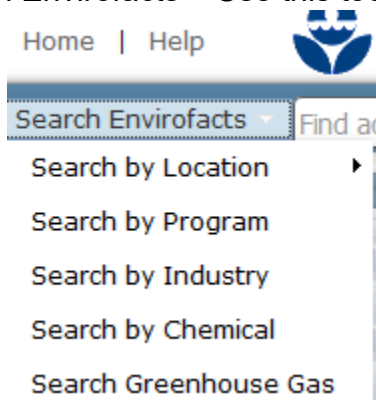 Home | Help
Search Envirofacts
Find a
Search by Location
Search by Program
Search by Industry
Search by Chemical
Search Greenhouse Gas